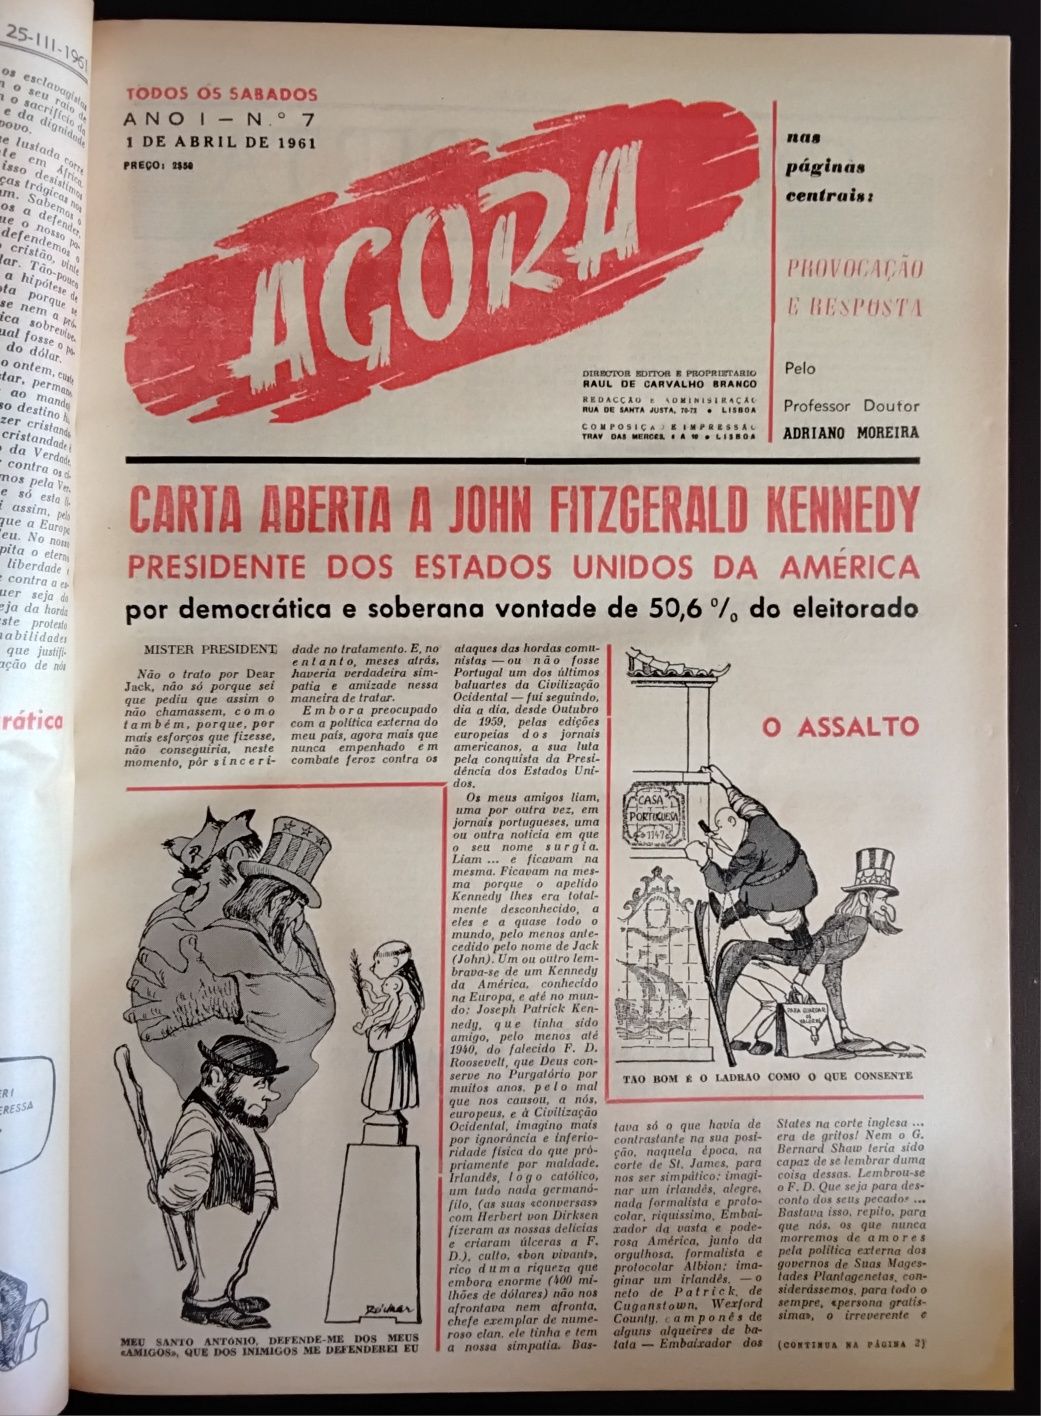 25-III-1961
os esclavagistas
o seu raio de
o sacrifício da
e da dignidade
povo.
TODOS OS SABADOS
ANO I — N.º 7
1 DE ABRIL DE 1961
PREÇO: 2$50
AGORA
DIRECTOR EDITOR E PROPRIETARIO
RAUL DE CARVALHO BRANCO
REDACÇÃO E ADMINISTRAÇÃO
RUA DE SANTA JUSTA, 70-72 • LISBOA
COMPOSIÇÃO E IMPRESSÃO
TRAV DAS MERCES, 8 A 10 • LISBOA
nas
páginas
centrais:
PROVOCAÇÃO
E RESPOSTA
Pelo
Professor Doutor
ADRIANO MOREIRA
CARTA ABERTA A JOHN FITZGERALD KENNEDY
PRESIDENTE DOS ESTADOS UNIDOS DA AMÉRICA
por democrática e soberana vontade de 50,6 % do eleitorado
MISTER PRESIDENT,
Não o trato por Dear
Jack, não só porque sei
que pediu que assim o
não chamassem, como
também, porque, por
mais esforços que fizesse,
não conseguiria, neste
momento, pôr sinceri-
dade no tratamento. E, no
entanto, meses atrás,
haveria verdadeira sim-
patia e amizade nessa
maneira de tratar.
Embora preocupado
com a política externa do
meu país, agora mais que
nunca empenhado em
combate feroz contra os
ataques das hordas comu-
nistas — ou não fosse
Portugal um dos últimos
baluartes da Civilização
Ocidental — fui seguindo,
dia a dia, desde Outubro
de 1959, pelas edições
europeias dos jornais
americanos, a sua luta
pela conquista da Presi-
dência dos Estados Uni-
dos.
Os meus amigos liam,
uma por outra vez, em
jornais portugueses, uma
ou outra notícia em que
o seu nome surgia.
Liam ... e ficavam na
mesma. Ficavam na mes-
ma porque o apelido
Kennedy lhes era total-
mente desconhecido, a
eles e a quase todo o
mundo, pelo menos ante-
cedido pelo nome de Jack
(John). Um ou outro lem-
brava-se de um Kennedy
da América, conhecido
na Europa, e até no mun-
do: Joseph Patrick Ken-
nedy, que tinha sido
amigo, pelo menos até
1940, do falecido F. D.
Roosevelt, que Deus con-
serve no Purgatório por
muitos anos, pelo mal
que nos causou, a nós,
europeus, e à Civilização
Ocidental, imagino mais
por ignorância e inferio-
ridade física do que prò-
priamente por maldade.
Irlandês, logo católico,
um tudo nada germanó-
filo, (as suas «conversas»
com Herbert von Dirksen
fizeram as nossas delícias
e criaram úlceras a F.
D.), culto, «bon vivant»,
rico duma riqueza que
embora enorme (400 mi-
lhões de dólares) não nos
afrontava nem afronta,
chefe exemplar de nume-
roso clan, ele tinha e tem
a nossa simpatia. Bas-
O ASSALTO
CASA
PORTUGUESA
1147
PARA GUARDAR
OS
VALORES
TAO BOM É O LADRAO COMO O QUE CONSENTE
MEU SANTO ANTÓNIO, DEFENDE-ME DOS MEUS
«AMIGOS», QUE DOS INIMIGOS ME DEFENDEREI EU
tava só o que havia de
contrastante na sua posi-
ção, naquela época, na
corte de St. James, para
nos ser simpático: imagi-
nar um irlandês, alegre,
nada formalista e proto-
colar, riquíssimo, Embai-
xador da vasta e pode-
rosa América, junto da
orgulhosa, formalista e
protocolar Albion; ima-
ginar um irlandês, — o
neto de Patrick, de
Cuganstown, Wexford
County, camponês de
alguns alqueires de ba-
tata — Embaixador dos
States na corte inglesa ...
era de gritos! Nem o G.
Bernard Shaw teria sido
capaz de se lembrar duma
coisa dessas. Lembrou-se
o F. D. Que seja para des-
conto dos seus pecados ...
Bastava isso, repito, para
que nós, os que nunca
morremos de amores
pela política externa dos
governos de Suas Mages-
tades Plantagenetas, con-
siderássemos, para todo o
sempre, «persona gratis-
sima», o irreverente e
(CONTINUA NA PÁGINA 2)